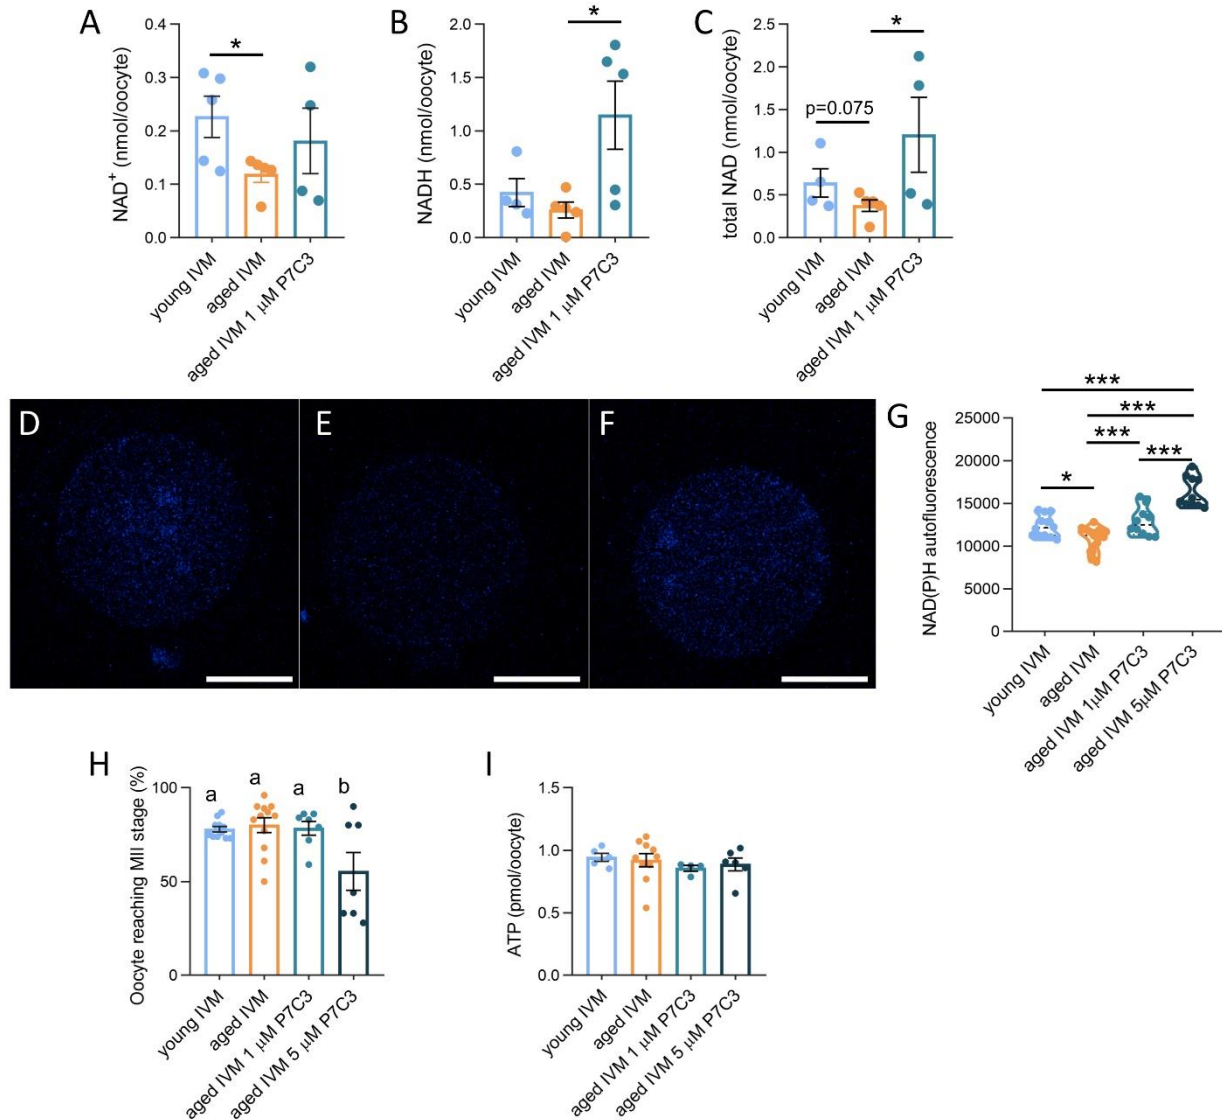 A
NAD+ (nmol/oocyte)
0.4
0.3
0.2
0.1
0.0
*
young IVM
aged IVM
aged IVM 1 μM P7C3
B
NADH (nmol/oocyte)
2.0
1.5
1.0
0.5
0.0
*
young IVM
aged IVM
aged IVM 1 μM P7C3
C
total NAD (nmol/oocyte)
2.5
2.0
1.5
1.0
0.5
0.0
p=0.075
*
young IVM
aged IVM
aged IVM 1 μM P7C3
D
E
F
G
NAD(P)H autofluorescence
25000
20000
15000
10000
5000
0
***
***
***
***
*
young IVM
aged IVM
aged IVM 1μM P7C3
aged IVM 5μM P7C3
H
Oocyte reaching MII stage (%)
100
50
0
a
a
a
b
young IVM
aged IVM
aged IVM 1 μM P7C3
aged IVM 5 μM P7C3
I
ATP (pmol/oocyte)
1.5
1.0
0.5
0.0
young IVM
aged IVM
aged IVM 1 μM P7C3
aged IVM 5 μM P7C3